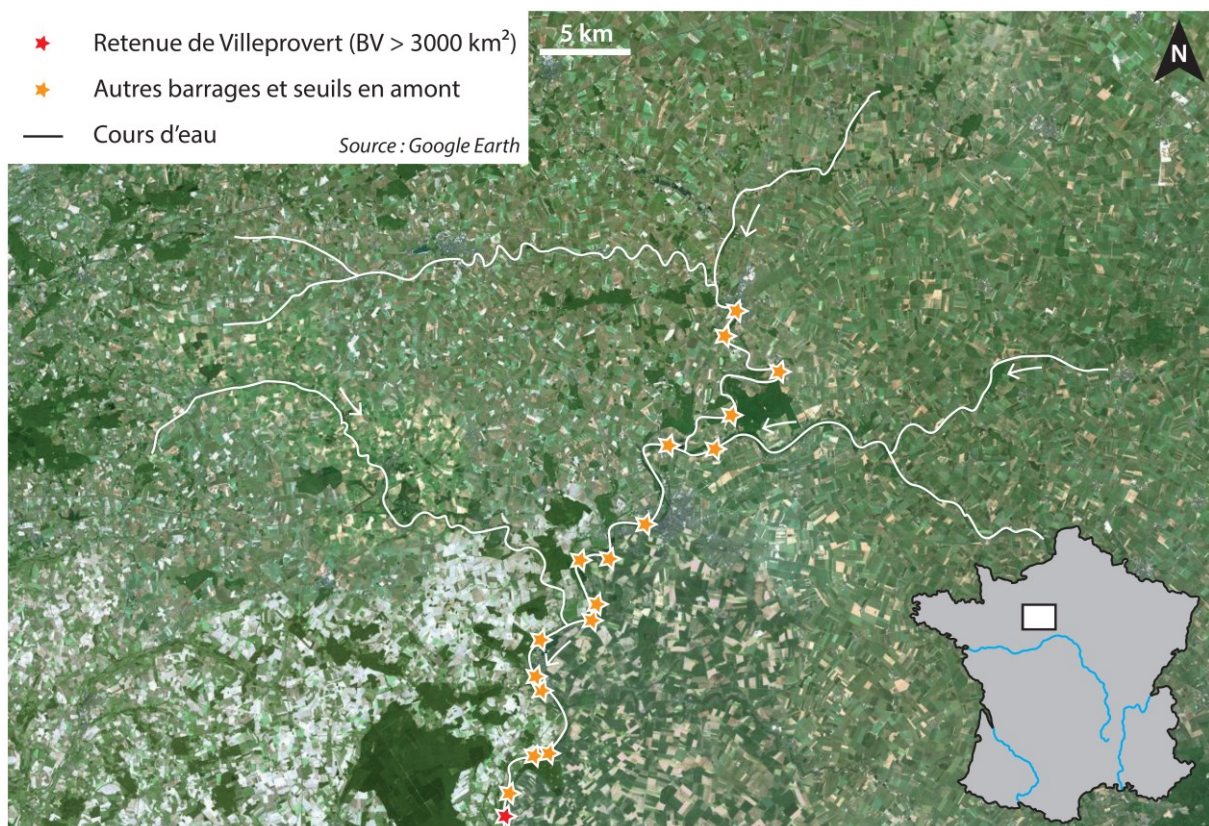 Retenue de Villeprovert (BV > 3000 km²)
Autres barrages et seuils en amont
Cours d'eau
Source : Google Earth
5 km
N